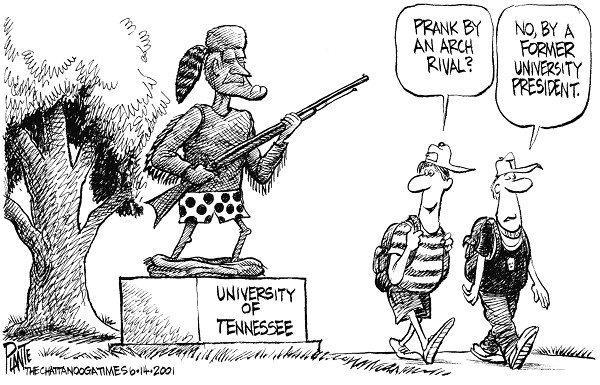 PRANK BY
AN ARCH
RIVAL?
NO, BY A
FORMER
UNIVERSITY
PRESIDENT.
UNIVERSITY
OF
TENNESSEE
PLANTE
THE CHATTANOOGA TIMES 6·14·2001